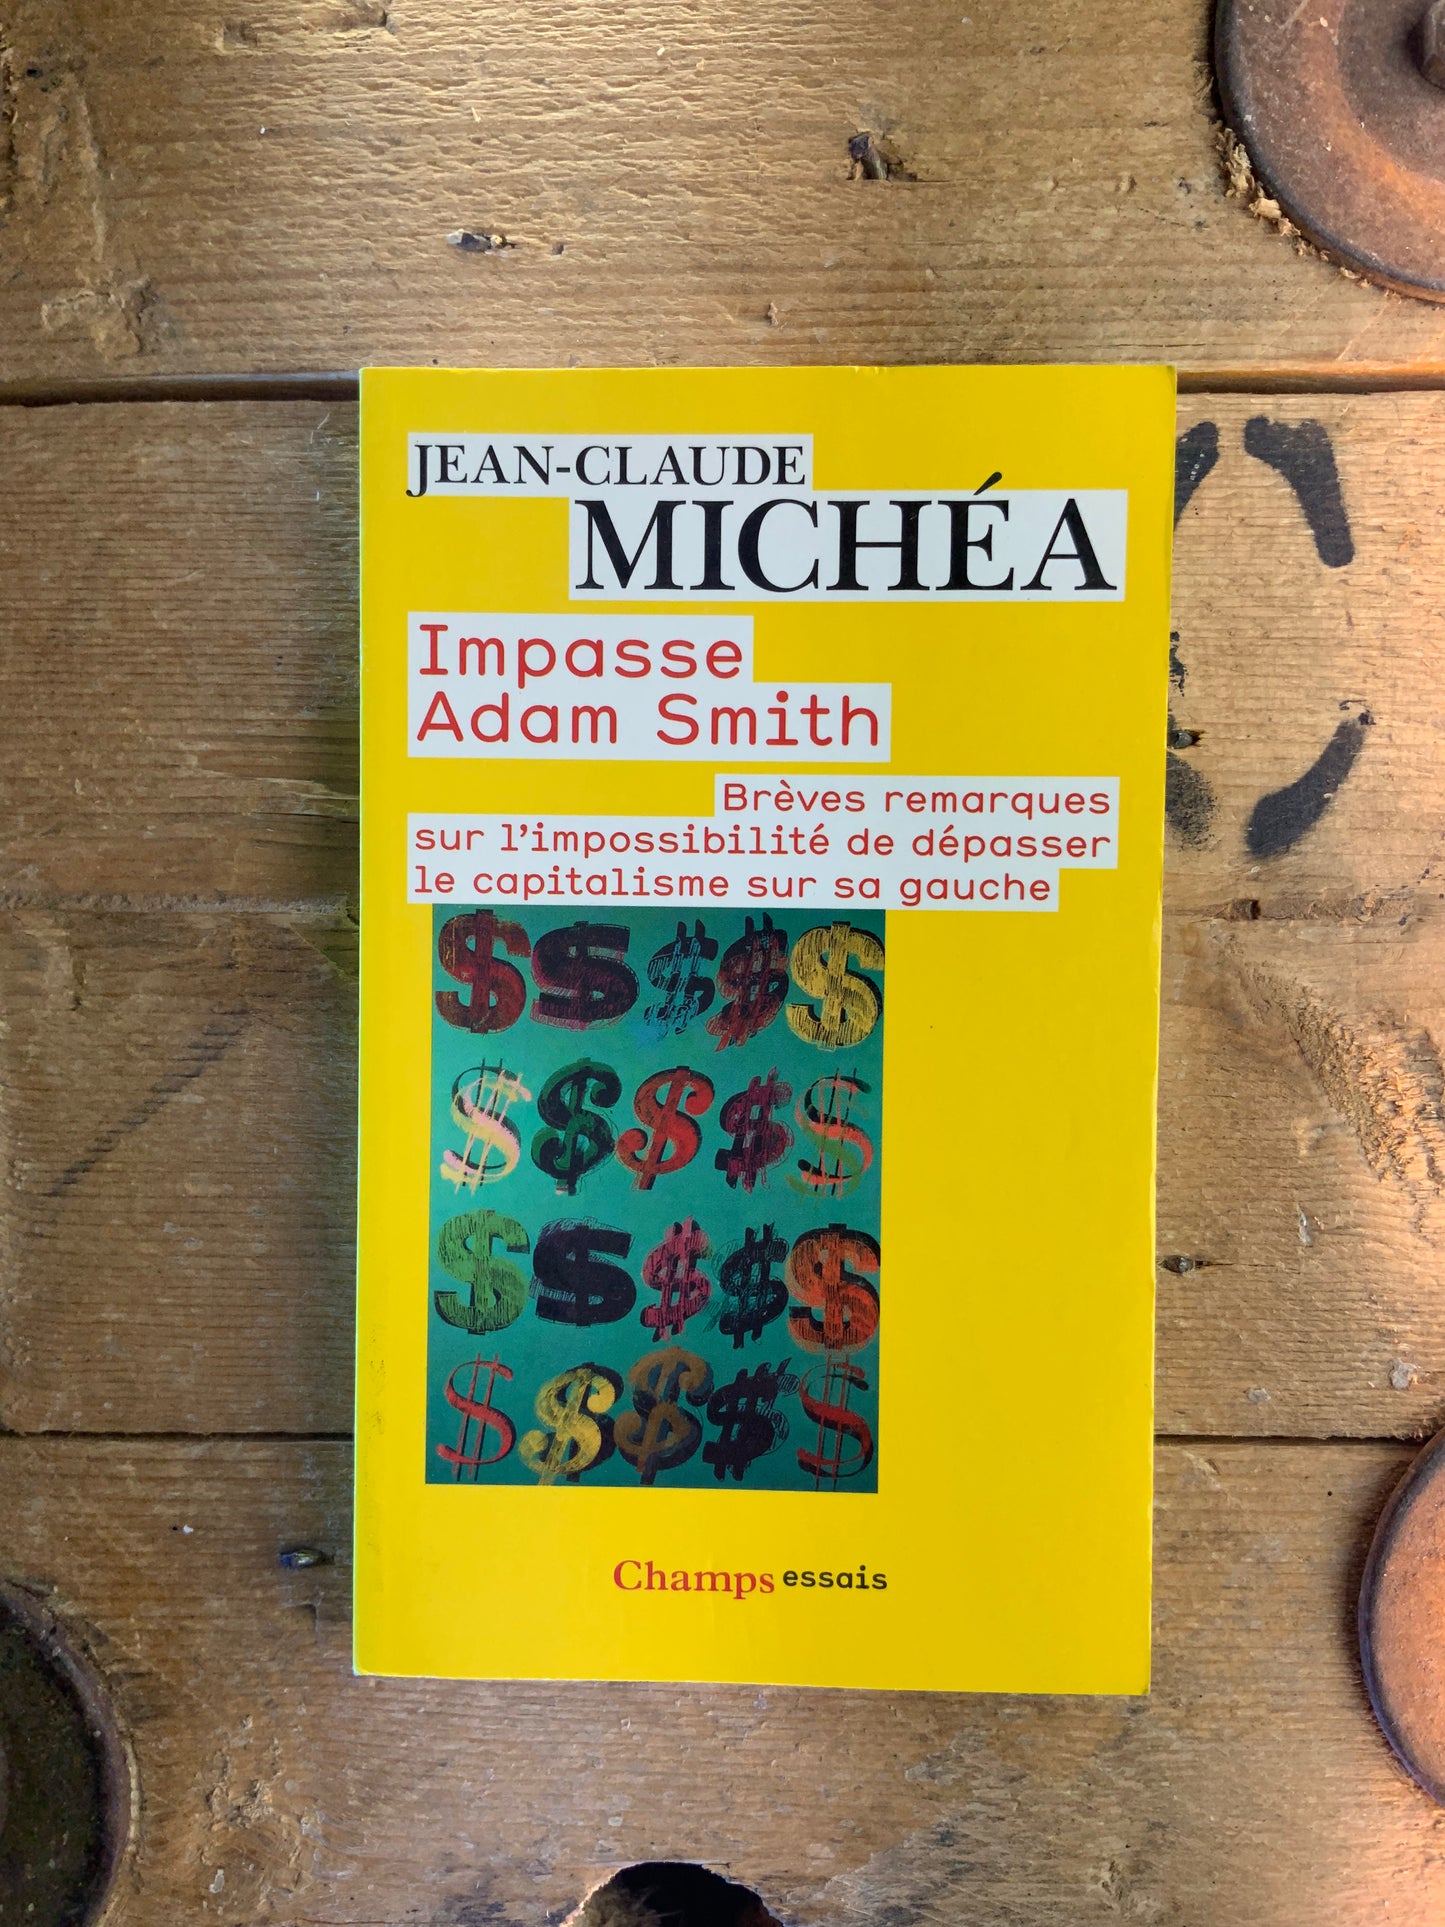 JEAN-CLAUDE
MICHÉA
Impasse
Adam Smith
Brèves remarques
sur l'impossibilité de dépasser
le capitalisme sur sa gauche
Champs essais